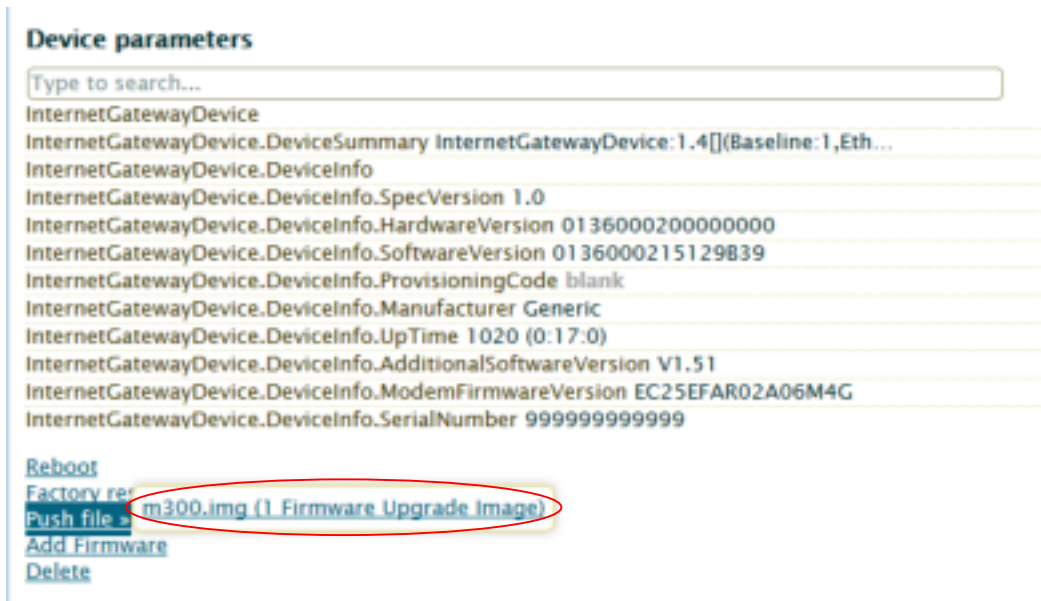 Device parameters
Type to search...
InternetGatewayDevice
InternetGatewayDevice.DeviceSummary InternetGatewayDevice:1.4[](Baseline:1,Eth...
InternetGatewayDevice.DeviceInfo
InternetGatewayDevice.DeviceInfo.SpecVersion 1.0
InternetGatewayDevice.DeviceInfo.HardwareVersion 0136000200000000
InternetGatewayDevice.DeviceInfo.SoftwareVersion 0136000215129B39
InternetGatewayDevice.DeviceInfo.ProvisioningCode blank
InternetGatewayDevice.DeviceInfo.Manufacturer Generic
InternetGatewayDevice.DeviceInfo.UpTime 1020 (0:17:0)
InternetGatewayDevice.DeviceInfo.AdditionalSoftwareVersion V1.51
InternetGatewayDevice.DeviceInfo.ModemFirmwareVersion EC25EFAR02A06M4G
InternetGatewayDevice.DeviceInfo.SerialNumber 999999999999
Reboot
Factory res
Push file »
m300.img (1 Firmware Upgrade Image)
Add Firmware
Delete